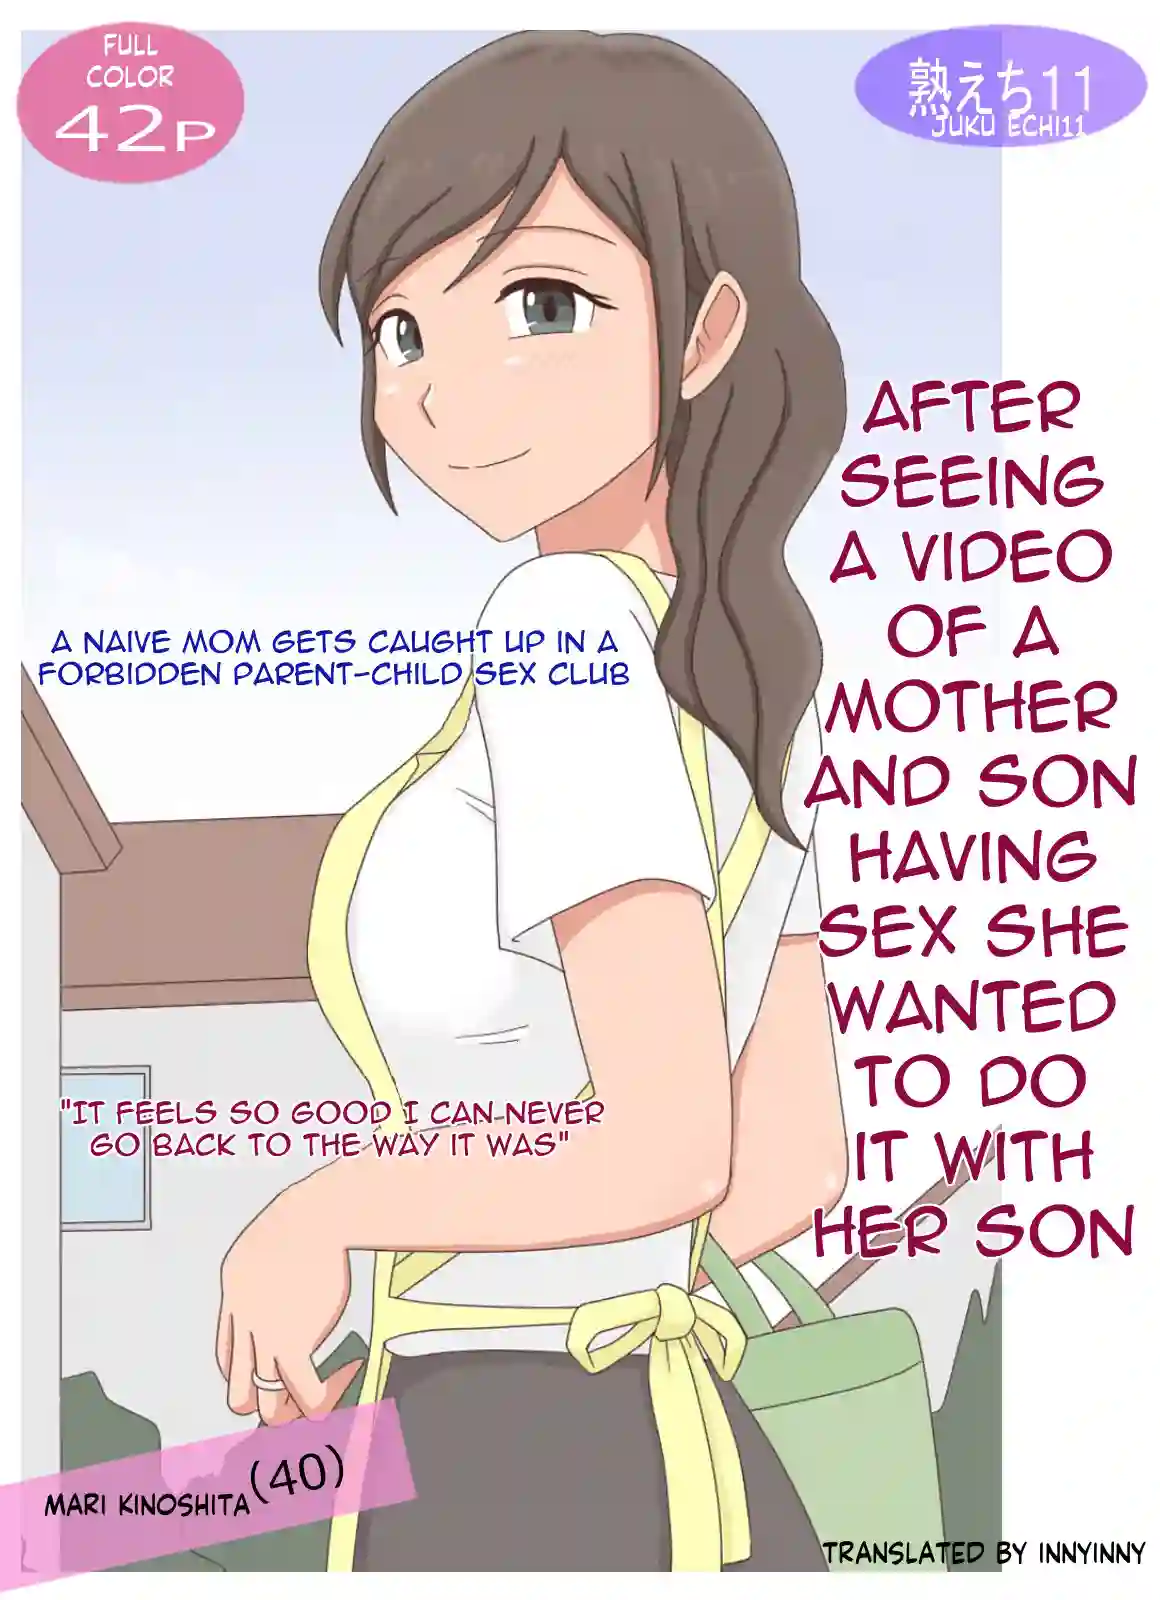 FULL
COLOR
42P
熟えち11
JUKU ECHI11
AFTER
SEEING
A VIDEO
OF A
MOTHER
AND SON
HAVING
SEX SHE
WANTED
TO DO
IT WITH
HER SON
A NAIVE MOM GETS CAUGHT UP IN A
FORBIDDEN PARENT-CHILD SEX CLUB
"IT FEELS SO GOOD I CAN NEVER
GO BACK TO THE WAY IT WAS"
MARI KINOSHITA (40)
TRANSLATED BY INNYINNY